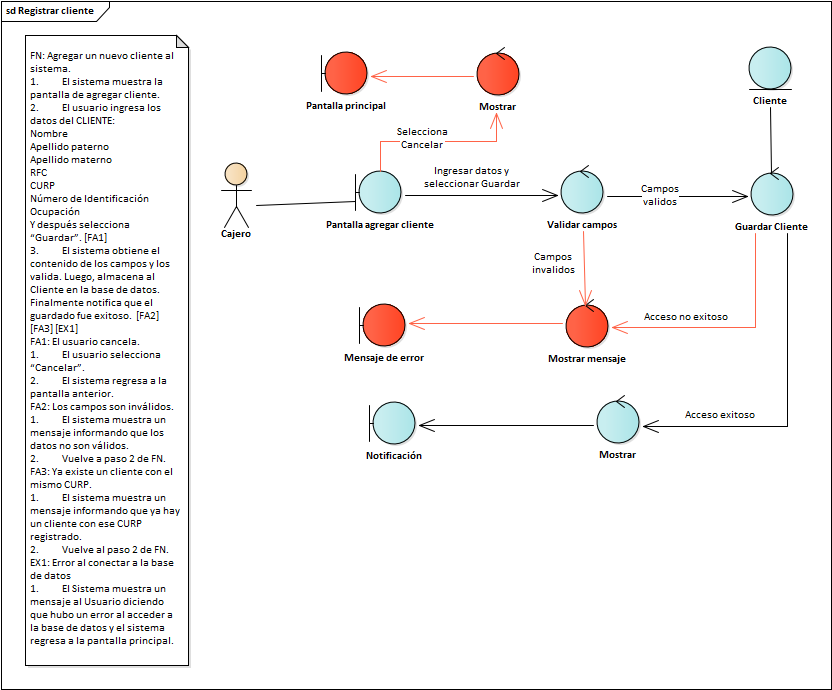 sd Registrar cliente
FN: Agregar un nuevo cliente al
sistema.
1. El sistema muestra la
pantalla de agregar cliente.
2. El usuario ingresa los
datos del CLIENTE:
Nombre
Apellido paterno
Apellido materno
RFC
CURP
Número de Identificación
Ocupación
Y después selecciona
“Guardar”. [FA1]
3. El sistema obtiene el
contenido de los campos y los
valida. Luego, almacena al
Cliente en la base de datos.
Finalmente notifica que el
guardado fue exitoso. [FA2]
[FA3] [EX1]
FA1: El usuario cancela.
1. El usuario selecciona
“Cancelar”.
2. El sistema regresa a la
pantalla anterior.
FA2: Los campos son inválidos.
1. El sistema muestra un
mensaje informando que los
datos no son válidos.
2. Vuelve a paso 2 de FN.
FA3: Ya existe un cliente con el
mismo CURP.
1. El sistema muestra un
mensaje informando que ya hay
un cliente con ese CURP
registrado.
2. Vuelve al paso 2 de FN.
EX1: Error al conectar a la base
de datos
1. El Sistema muestra un
mensaje al Usuario diciendo
que hubo un error al acceder a
la base de datos y el sistema
regresa a la pantalla principal.
Pantalla principal
Mostrar
Cliente
Selecciona
Cancelar
Ingresar datos y
seleccionar Guardar
Campos
validos
Cajero
Pantalla agregar cliente
Validar campos
Guardar Cliente
Campos
invalidos
Acceso no exitoso
Mensaje de error
Mostrar mensaje
Acceso exitoso
Notificación
Mostrar